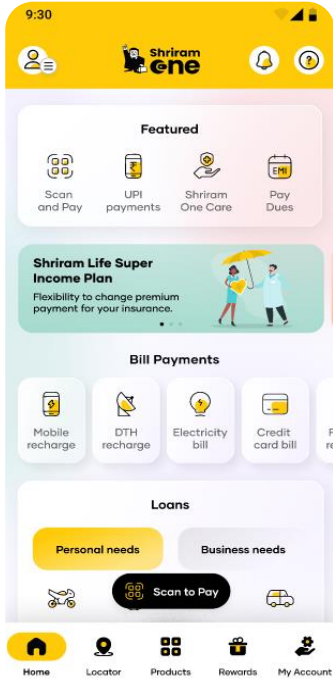 9:30
Shriram
One
Featured
Scan
and Pay
UPI
payments
Shriram
One Care
EMI
Pay
Dues
Shriram Life Super
Income Plan
Flexibility to change premium
payment for your insurance.
Bill Payments
Mobile
recharge
DTH
recharge
Electricity
bill
Credit
card bill
Loans
Personal needs
Business needs
Scan to Pay
Home
Locator
Products
Rewards
My Account